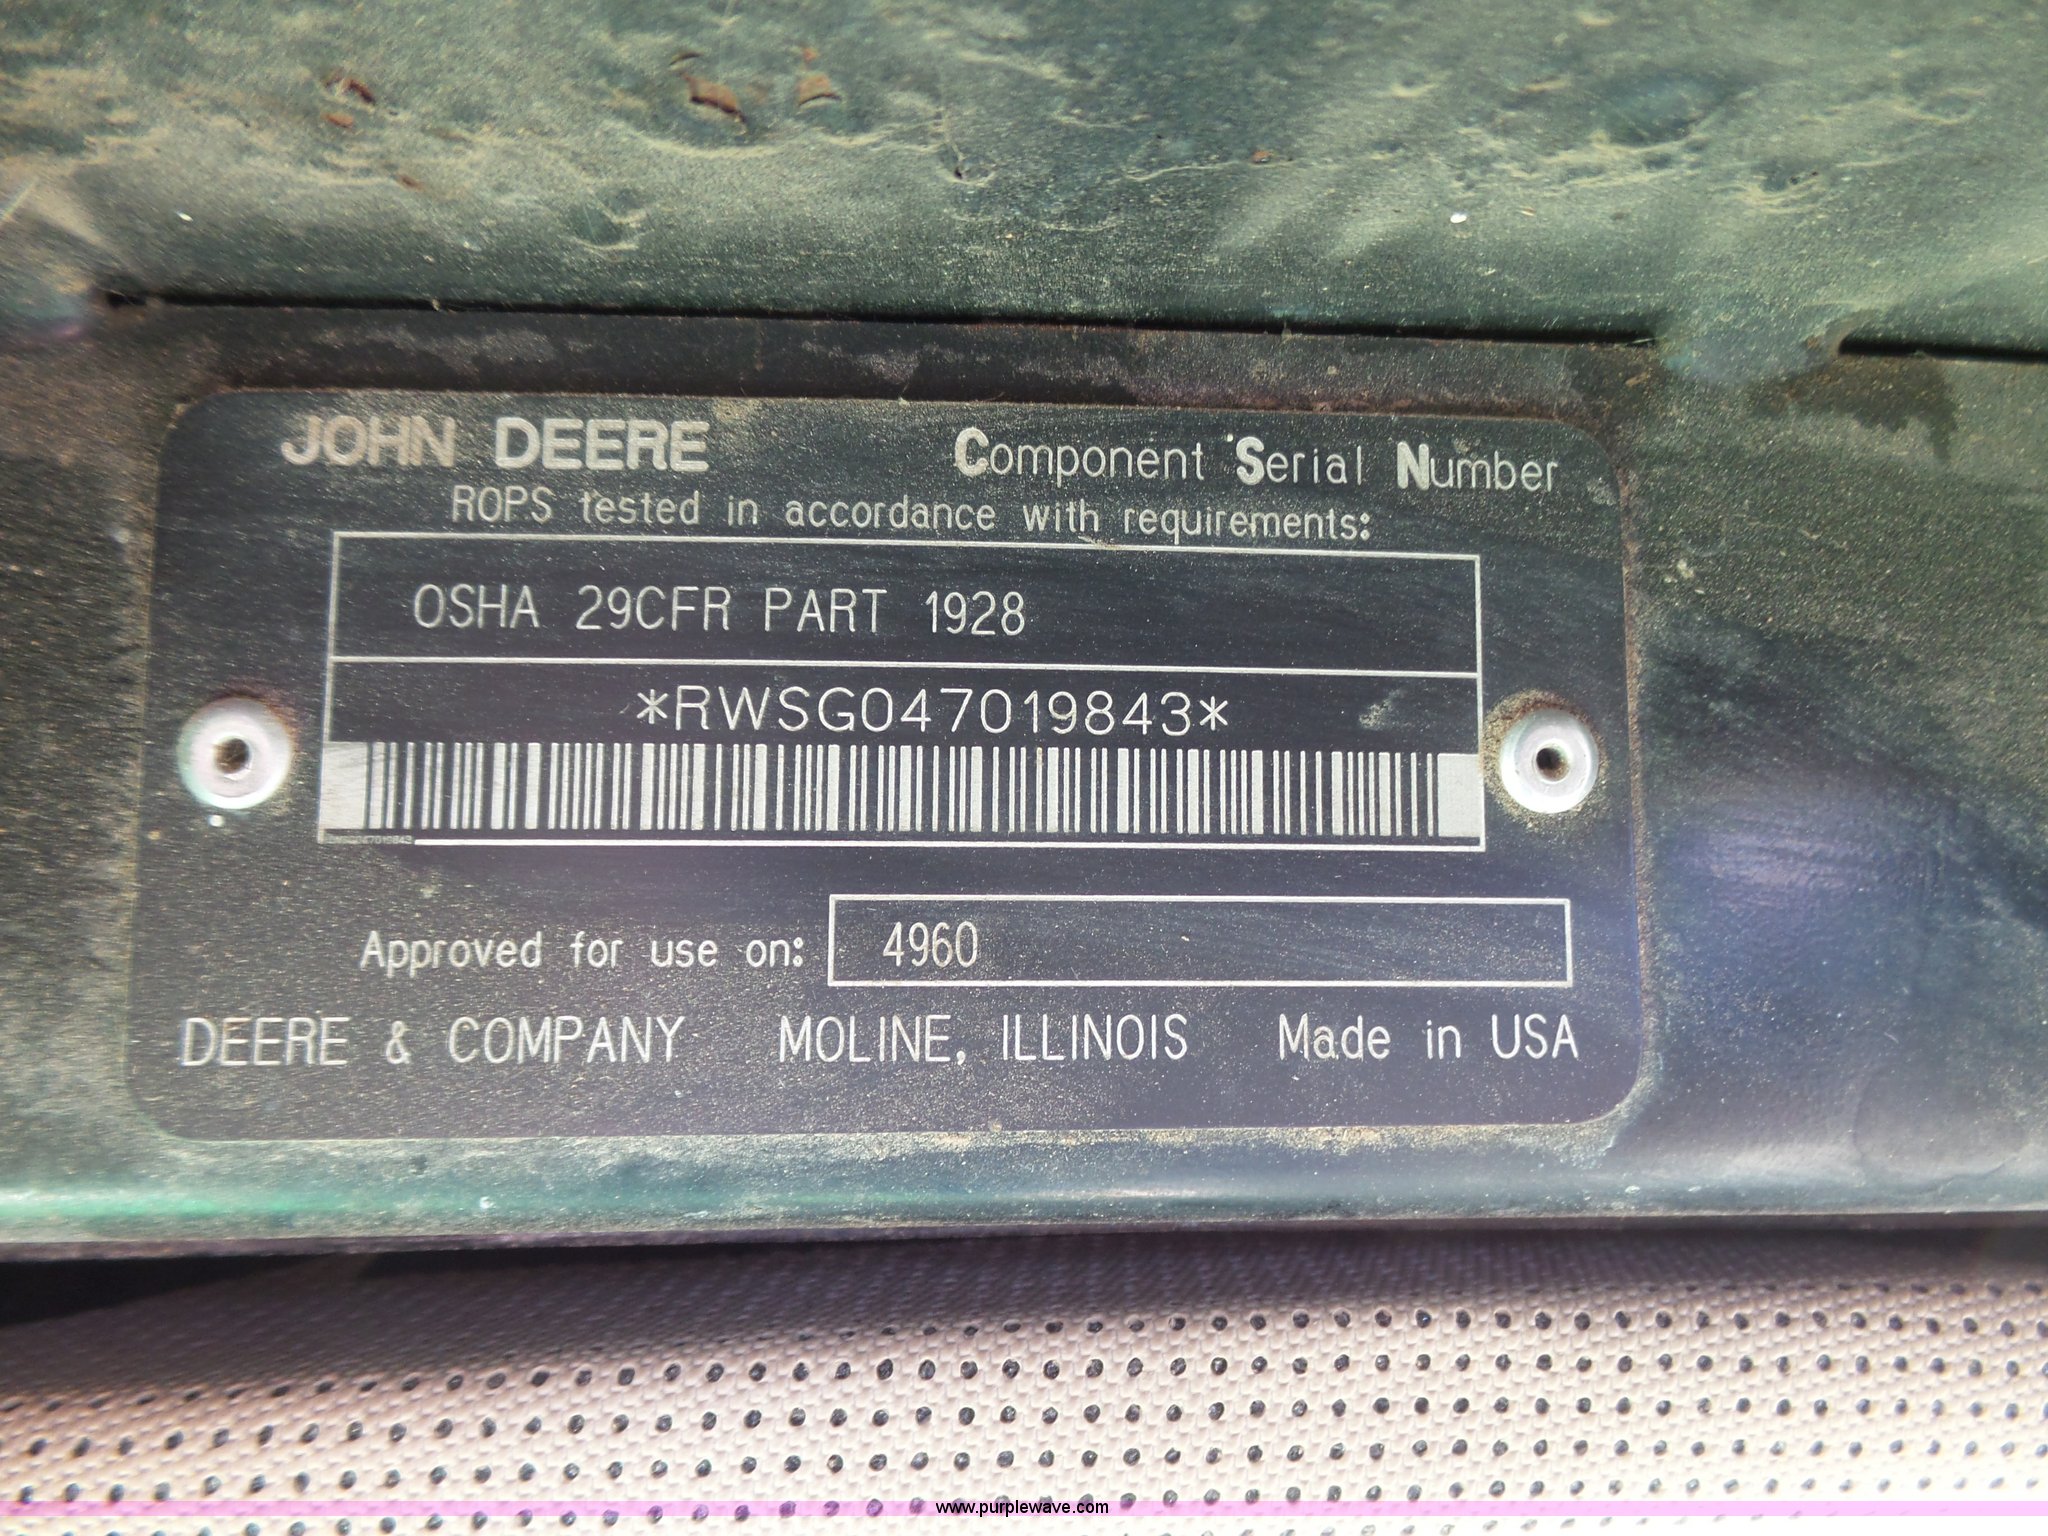 JOHN DEERE Component Serial Number
ROPS tested in accordance with requirements:
OSHA 29CFR PART 1928
*RWSG047019843*
Approved for use on: 4960
DEERE & COMPANY MOLINE, ILLINOIS Made in USA
www.purplewave.com